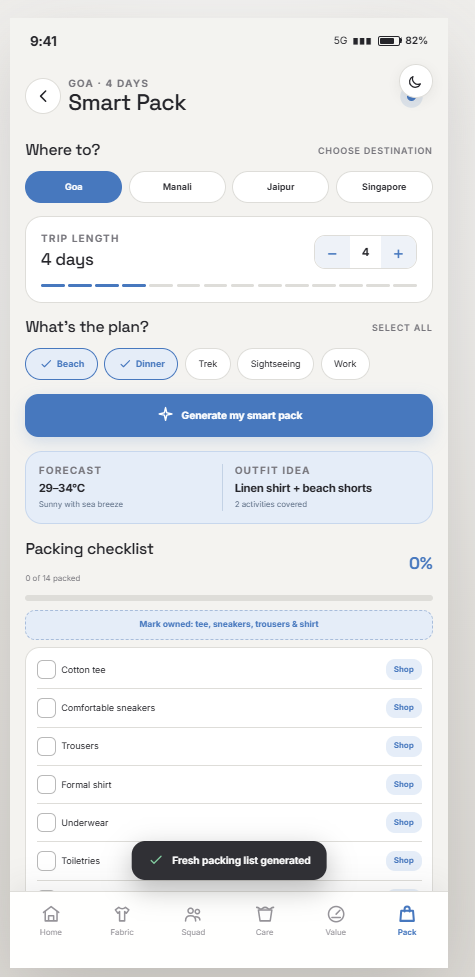 9:41
5G 82%
GOA · 4 DAYS
Smart Pack
Where to?
CHOOSE DESTINATION
Goa
Manali
Jaipur
Singapore
TRIP LENGTH
4 days
− 4 +
What's the plan?
SELECT ALL
Beach
Dinner
Trek
Sightseeing
Work
Generate my smart pack
FORECAST
29–34°C
Sunny with sea breeze
OUTFIT IDEA
Linen shirt + beach shorts
2 activities covered
Packing checklist
0 of 14 packed
0%
Mark owned: tee, sneakers, trousers & shirt
Cotton tee
Shop
Comfortable sneakers
Shop
Trousers
Shop
Formal shirt
Shop
Underwear
Shop
Toiletries
Shop
Fresh packing list generated
Home
Fabric
Squad
Care
Value
Pack